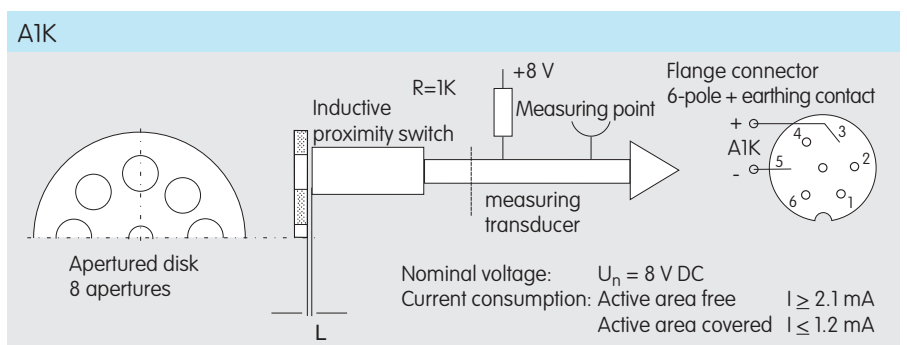 A1K
+8 V
R=1K
Flange connector
6-pole + earthing contact
Inductive
proximity switch
Measuring point
+
A1K
-
4
3
5
2
6
1
measuring
transducer
Apertured disk
8 apertures
L
Nominal voltage: Uₙ = 8 V DC
Current consumption: Active area free I ≥ 2.1 mA
Active area covered I ≤ 1.2 mA